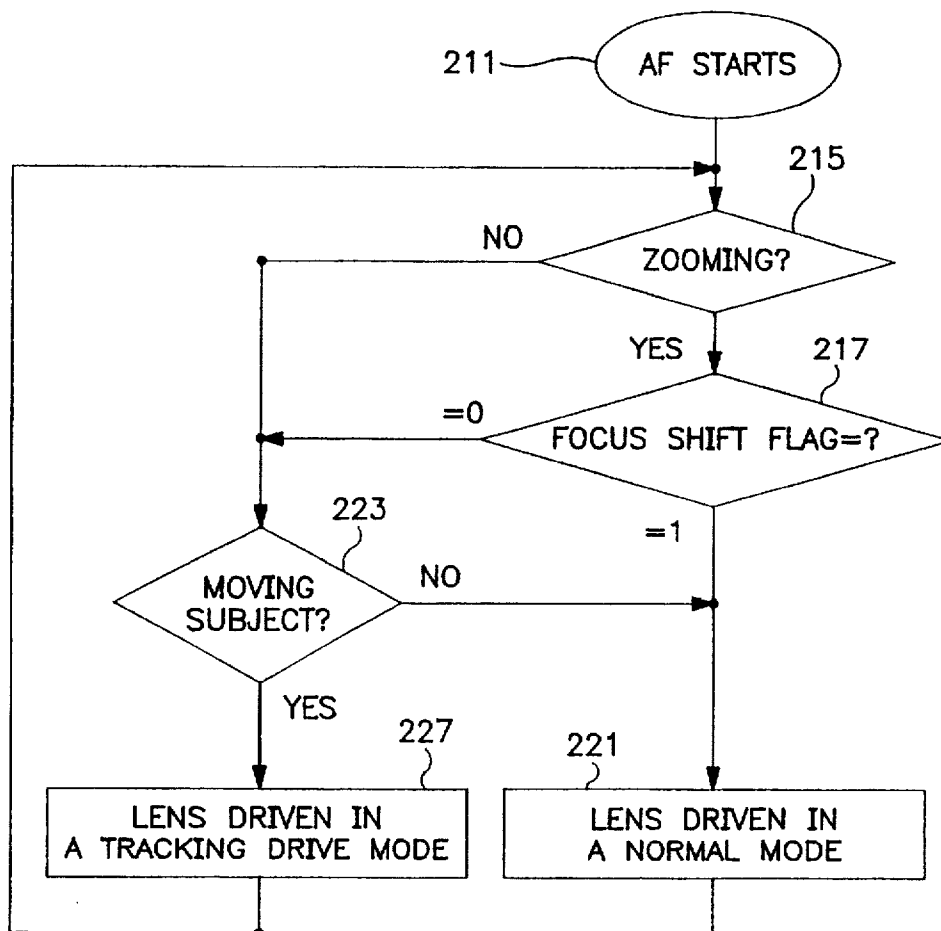 211
AF STARTS
215
NO
ZOOMING?
YES
217
=0
FOCUS SHIFT FLAG=?
223
=1
MOVING
SUBJECT?
NO
YES
227
221
LENS DRIVEN IN
A TRACKING DRIVE MODE
LENS DRIVEN IN
A NORMAL MODE